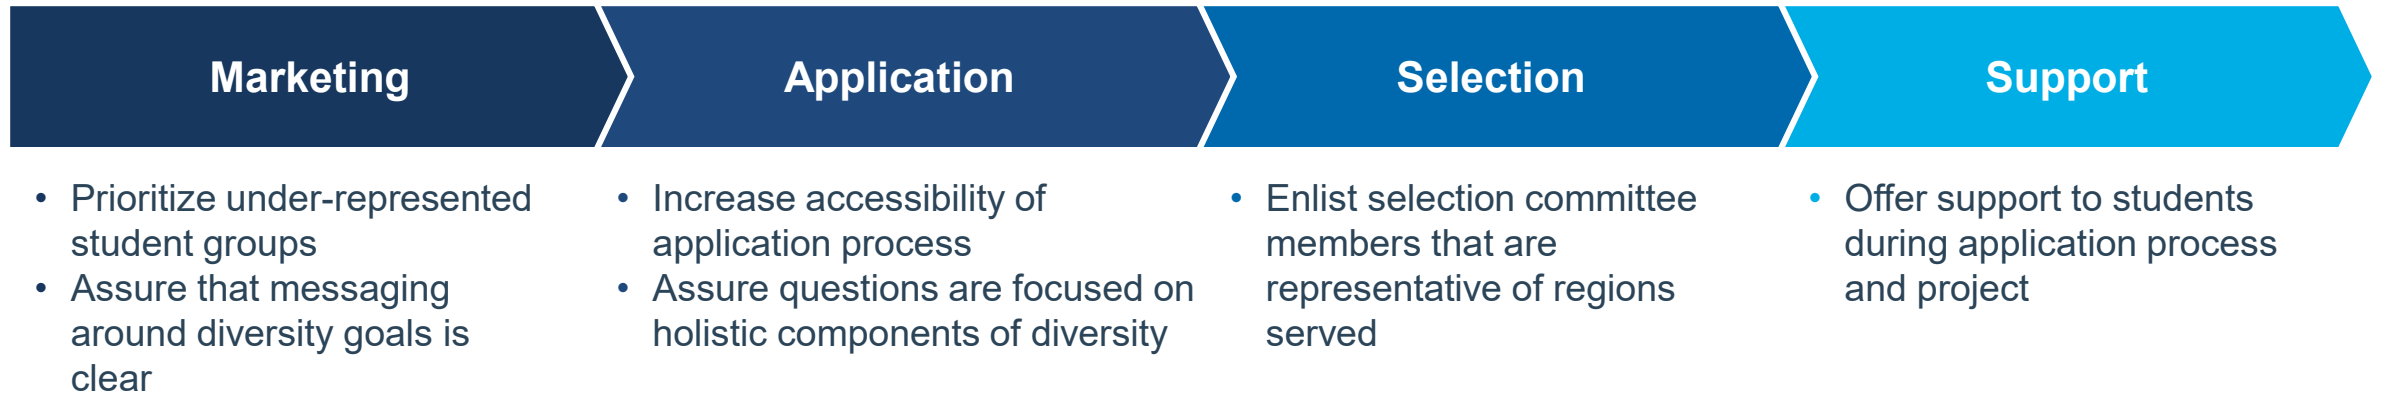 Marketing
Application
Selection
Support
• Prioritize under-represented
student groups
• Assure that messaging
around diversity goals is
clear
• Increase accessibility of
application process
• Assure questions are focused on
holistic components of diversity
• Enlist selection committee
members that are
representative of regions
served
• Offer support to students
during application process
and project